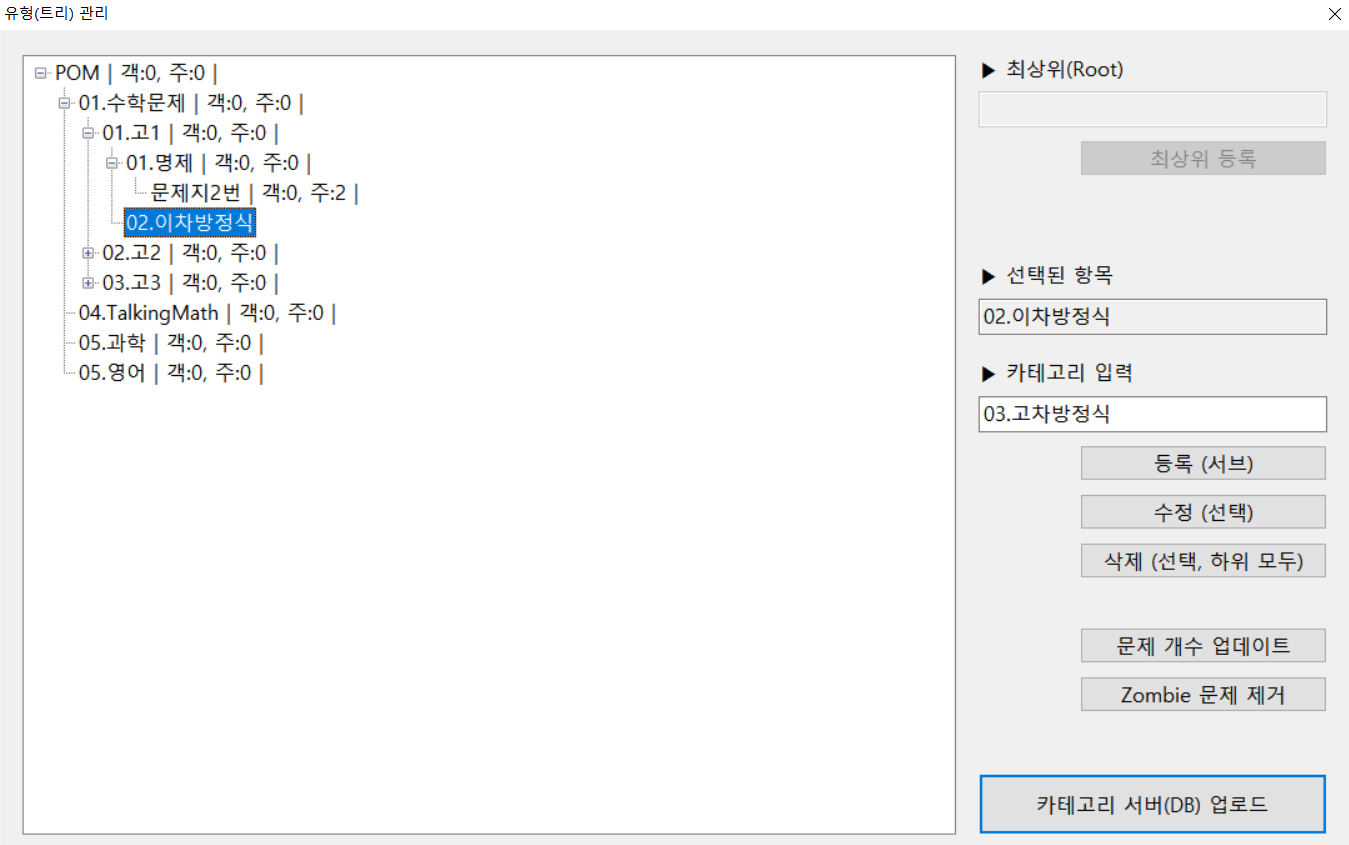 유형(트리) 관리
POM | 객:0, 주:0 |
01.수학문제 | 객:0, 주:0 |
01.고1 | 객:0, 주:0 |
01.명제 | 객:0, 주:0 |
문제지2번 | 객:0, 주:2 |
02.이차방정식
02.고2 | 객:0, 주:0 |
03.고3 | 객:0, 주:0 |
04.TalkingMath | 객:0, 주:0 |
05.과학 | 객:0, 주:0 |
05.영어 | 객:0, 주:0 |
▶ 최상위(Root)
최상위 등록
▶ 선택된 항목
02.이차방정식
▶ 카테고리 입력
03.고차방정식
등록 (서브)
수정 (선택)
삭제 (선택, 하위 모두)
문제 개수 업데이트
Zombie 문제 제거
카테고리 서버(DB) 업로드